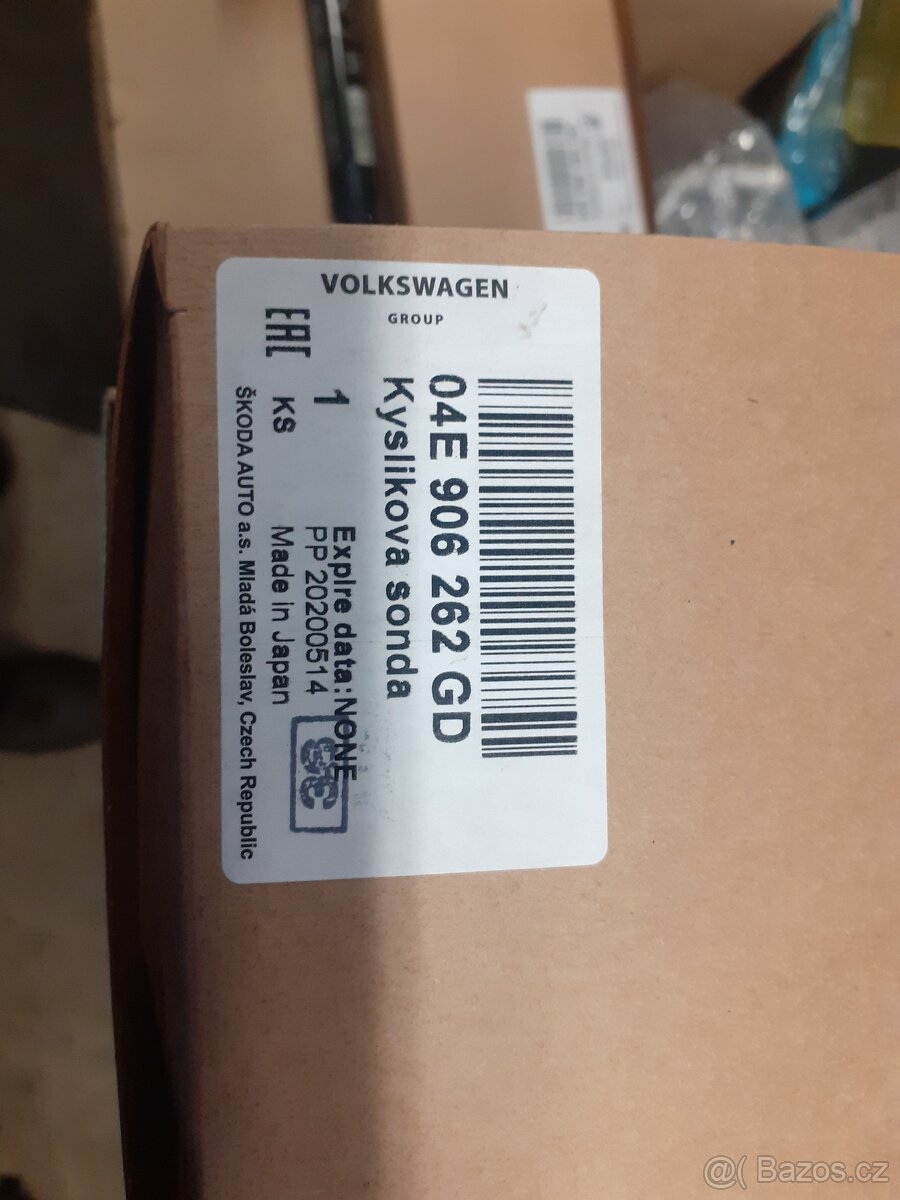 VOLKSWAGEN
GROUP
04E 906 262 GD
Kyslikova sonda
1
Expire data:NONE
PP 20200514
KS
Made in Japan
EAC
ŠKODA AUTO a.s. Mladá Boleslav, Czech Republic
@( Bazos.cz